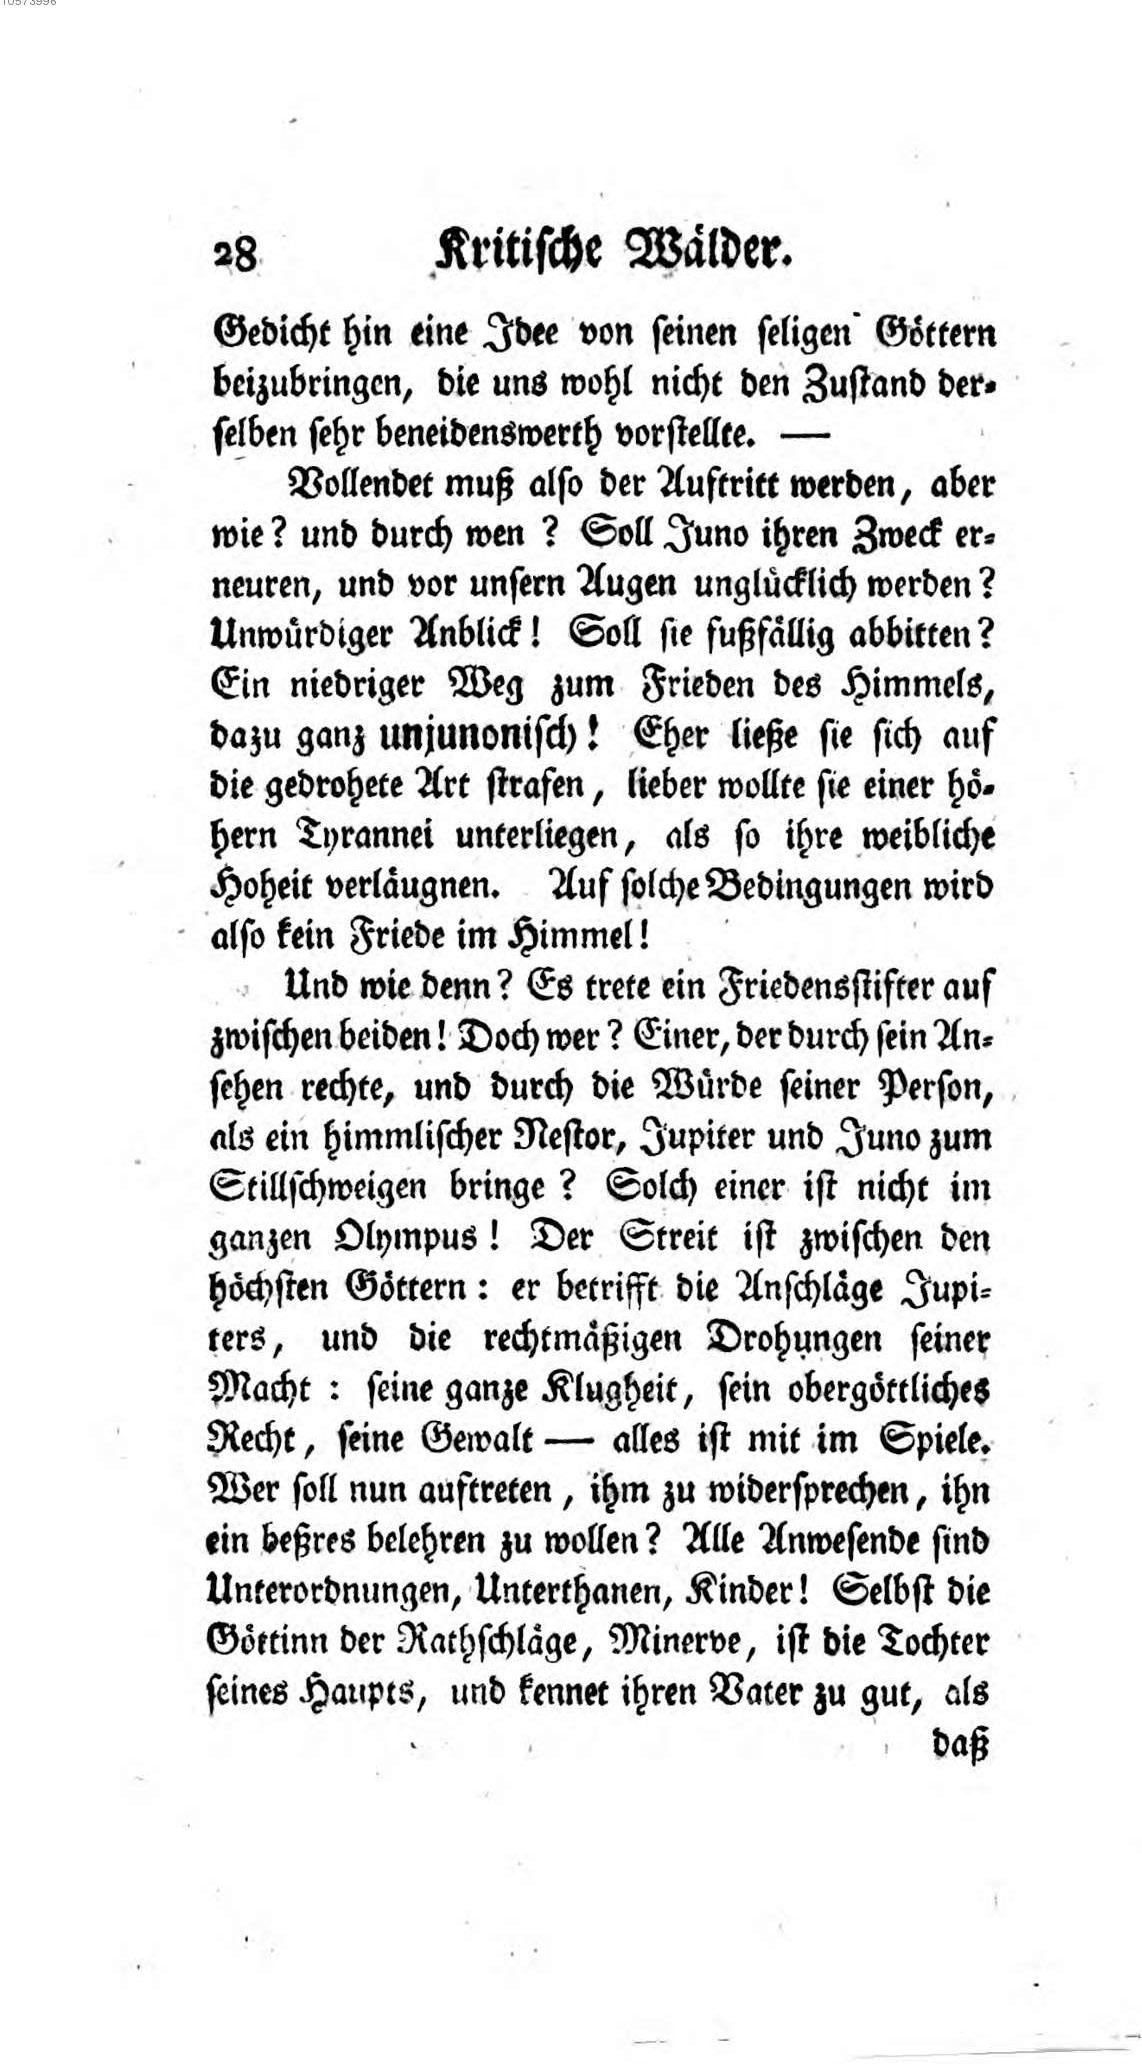 10573996
28 Kritische Wälder.
Gedicht hin eine Idee von seinen seligen Göttern
beizubringen, die uns wohl nicht den Zustand der-
selben sehr beneidenswerth vorstellte. —
Vollendet muß also der Auftritt werden, aber
wie? und durch wen? Soll Juno ihren Zweck er-
neuren, und vor unsern Augen unglücklich werden?
Unwürdiger Anblick! Soll sie fußfällig abbitten?
Ein niedriger Weg zum Frieden des Himmels,
dazu ganz unjunonisch! Eher ließe sie sich auf
die gedrohete Art strafen, lieber wollte sie einer hö-
hern Tyrannei unterliegen, als so ihre weibliche
Hoheit verläugnen. Auf solche Bedingungen wird
also kein Friede im Himmel!
Und wie denn? Es trete ein Friedensstifter auf
zwischen beiden! Doch wer? Einer, der durch sein An-
sehen rechte, und durch die Würde seiner Person,
als ein himmlischer Nestor, Jupiter und Juno zum
Stillschweigen bringe? Solch einer ist nicht im
ganzen Olympus! Der Streit ist zwischen den
höchsten Göttern: er betrifft die Anschläge Jupi-
ters, und die rechtmäßigen Drohungen seiner
Macht: seine ganze Klugheit, sein obergöttliches
Recht, seine Gewalt — alles ist mit im Spiele.
Wer soll nun auftreten, ihm zu widersprechen, ihn
ein beßres belehren zu wollen? Alle Anwesende sind
Unterordnungen, Unterthanen, Kinder! Selbst die
Göttinn der Rathschläge, Minerve, ist die Tochter
seines Haupts, und kennet ihren Vater zu gut, als
daß